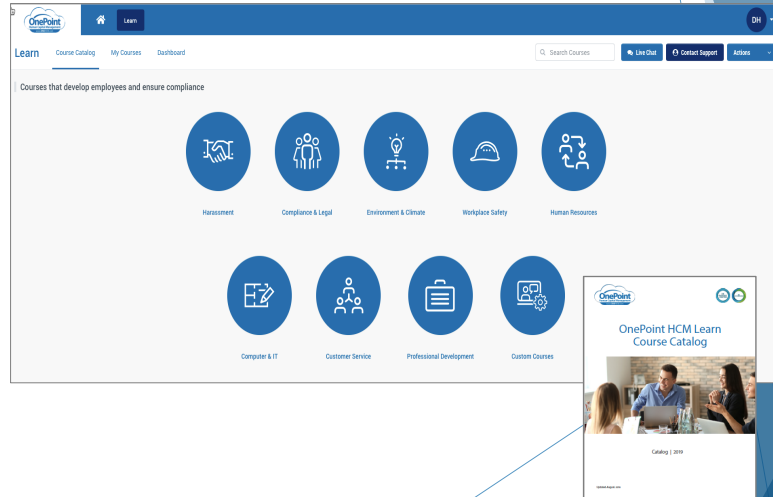 OnePoint
Learn
DH
Learn
Course Catalog
My Courses
Dashboard
Search Courses
Live Chat
Contact Support
Actions
Courses that develop employees and ensure compliance
Harassment
Compliance & Legal
Environment & Climate
Workplace Safety
Human Resources
Computer & IT
Customer Service
Professional Development
Custom Courses
OnePoint
OnePoint HCM Learn
Course Catalog
Catalog | 2019